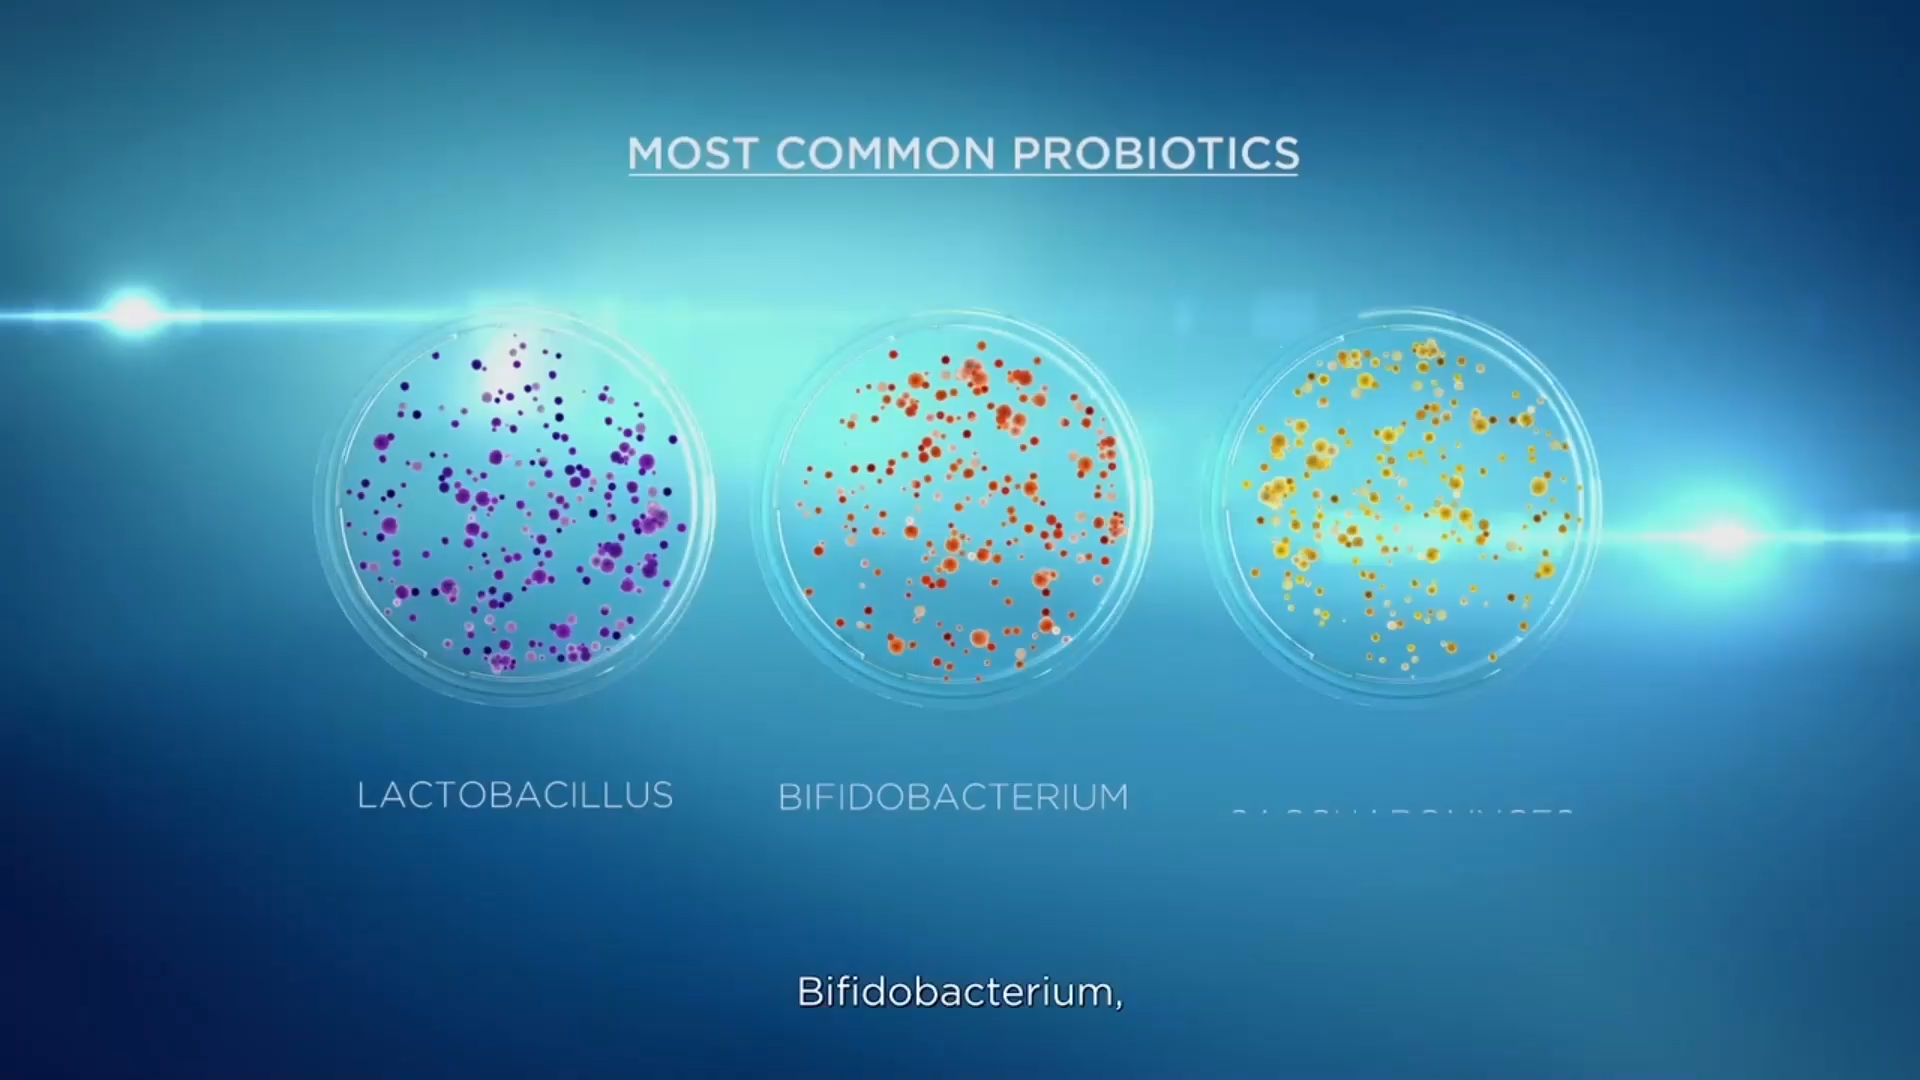 MOST COMMON PROBIOTICS
LACTOBACILLUS
BIFIDOBACTERIUM
Bifidobacterium,